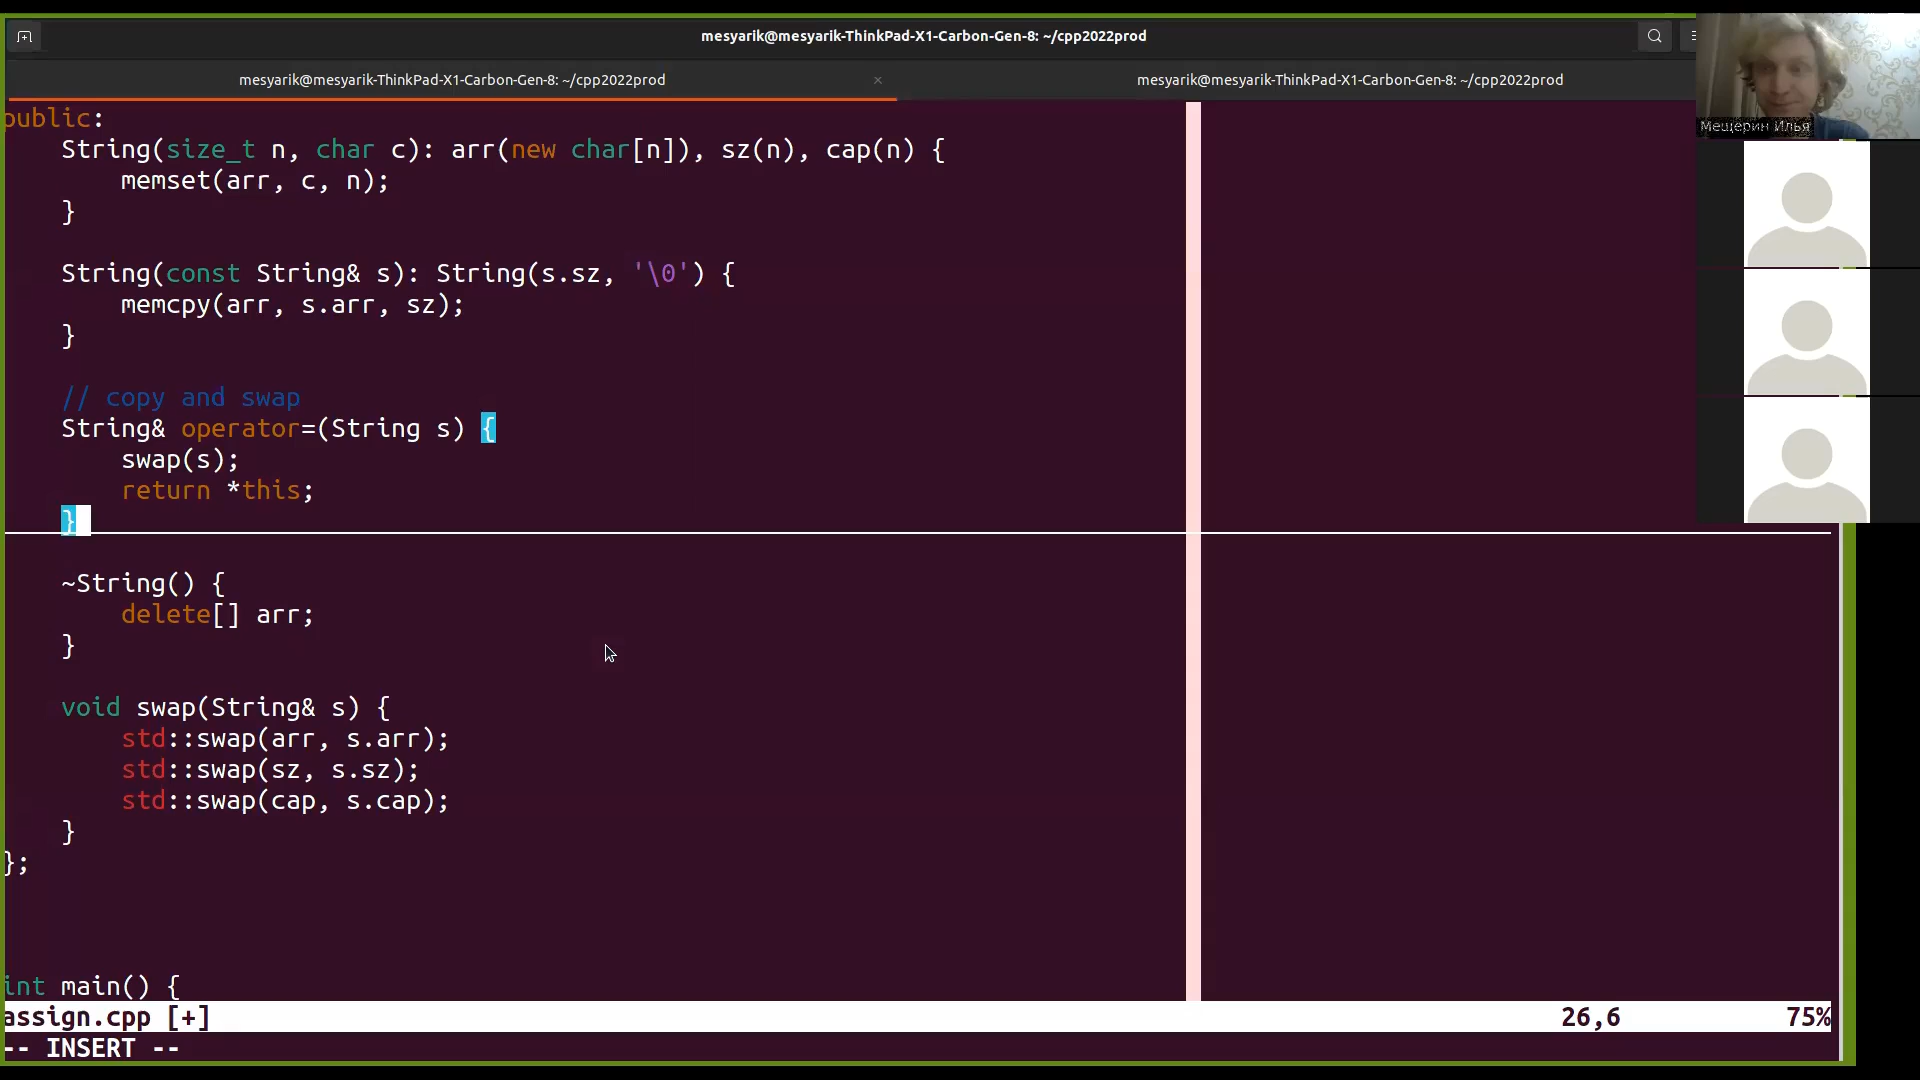 mesyarik@mesyarik-ThinkPad-X1-Carbon-Gen-8: ~/cpp2022prod
mesyarik@mesyarik-ThinkPad-X1-Carbon-Gen-8: ~/cpp2022prod
mesyarik@mesyarik-ThinkPad-X1-Carbon-Gen-8: ~/cpp2022prod
Мещерин Илья
public:
    String(size_t n, char c): arr(new char[n]), sz(n), cap(n) {
        memset(arr, c, n);
    }
    String(const String& s): String(s.sz, '\0') {
        memcpy(arr, s.arr, sz);
    }
    // copy and swap
    String& operator=(String s) {
        swap(s);
        return *this;
    }
    ~String() {
        delete[] arr;
    }
    void swap(String& s) {
        std::swap(arr, s.arr);
        std::swap(sz, s.sz);
        std::swap(cap, s.cap);
    }
};
int main() {
assign.cpp [+] 26,6 75%
-- INSERT --